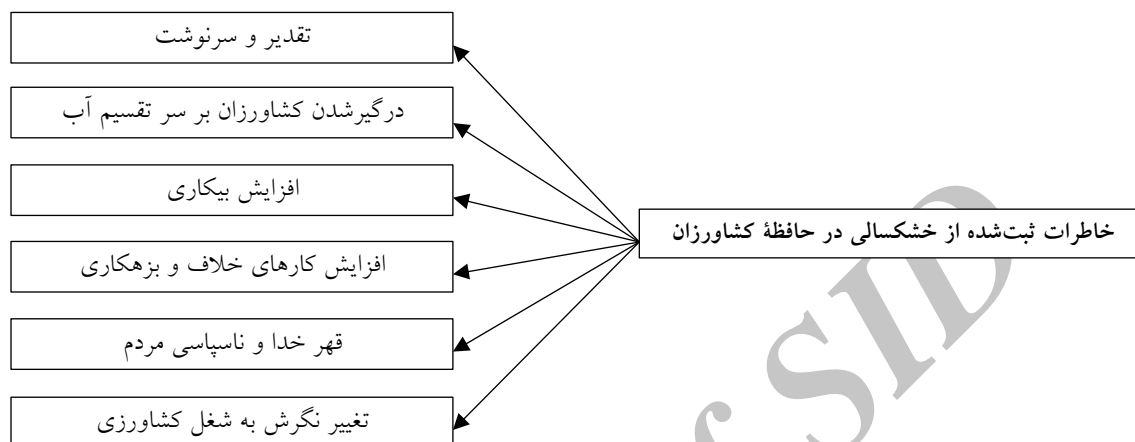 تقدیر و سرنوشت
درگیرشدن کشاورزان بر سر تقسیم آب
افزایش بیکاری
خاطرات ثبت‌شده از خشکسالی در حافظهٔ کشاورزان
افزایش کارهای خلاف و بزهکاری
قهر خدا و ناسپاسی مردم
تغییر نگرش به شغل کشاورزی
f SID